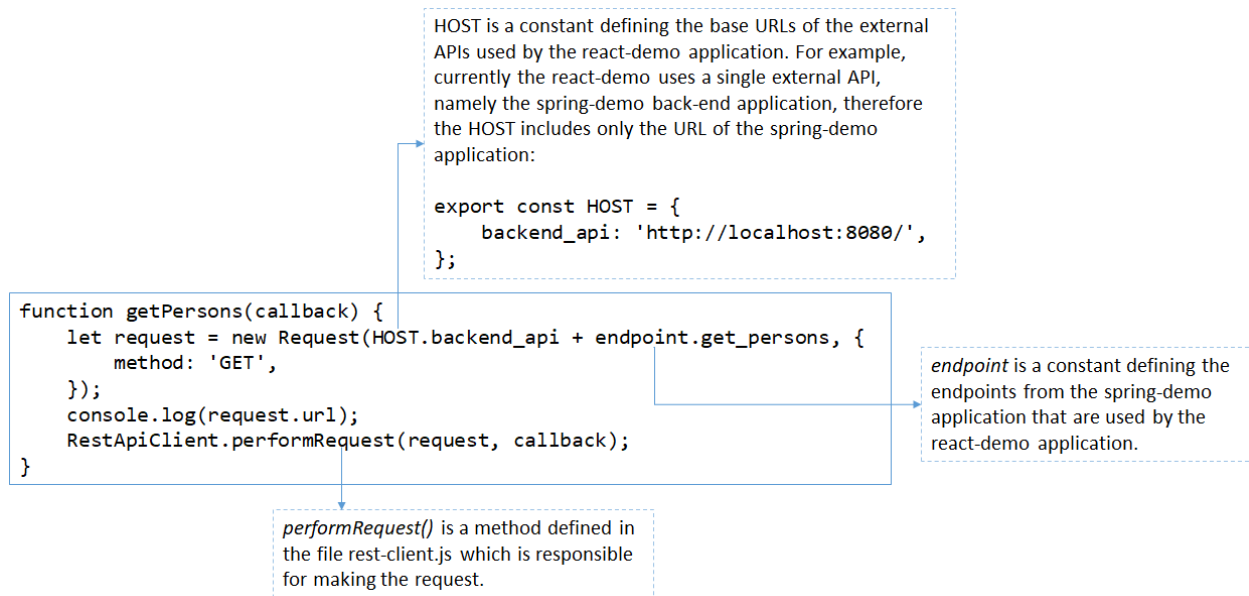 HOST is a constant defining the base URLs of the external
APIs used by the react-demo application. For example,
currently the react-demo uses a single external API,
namely the spring-demo back-end application, therefore
the HOST includes only the URL of the spring-demo
application:
export const HOST = {
    backend_api: 'http://localhost:8080/',
};
function getPersons(callback) {
    let request = new Request(HOST.backend_api + endpoint.get_persons, {
        method: 'GET',
    });
    console.log(request.url);
    RestApiClient.performRequest(request, callback);
}
endpoint is a constant defining the
endpoints from the spring-demo
application that are used by the
react-demo application.
performRequest() is a method defined in
the file rest-client.js which is responsible
for making the request.